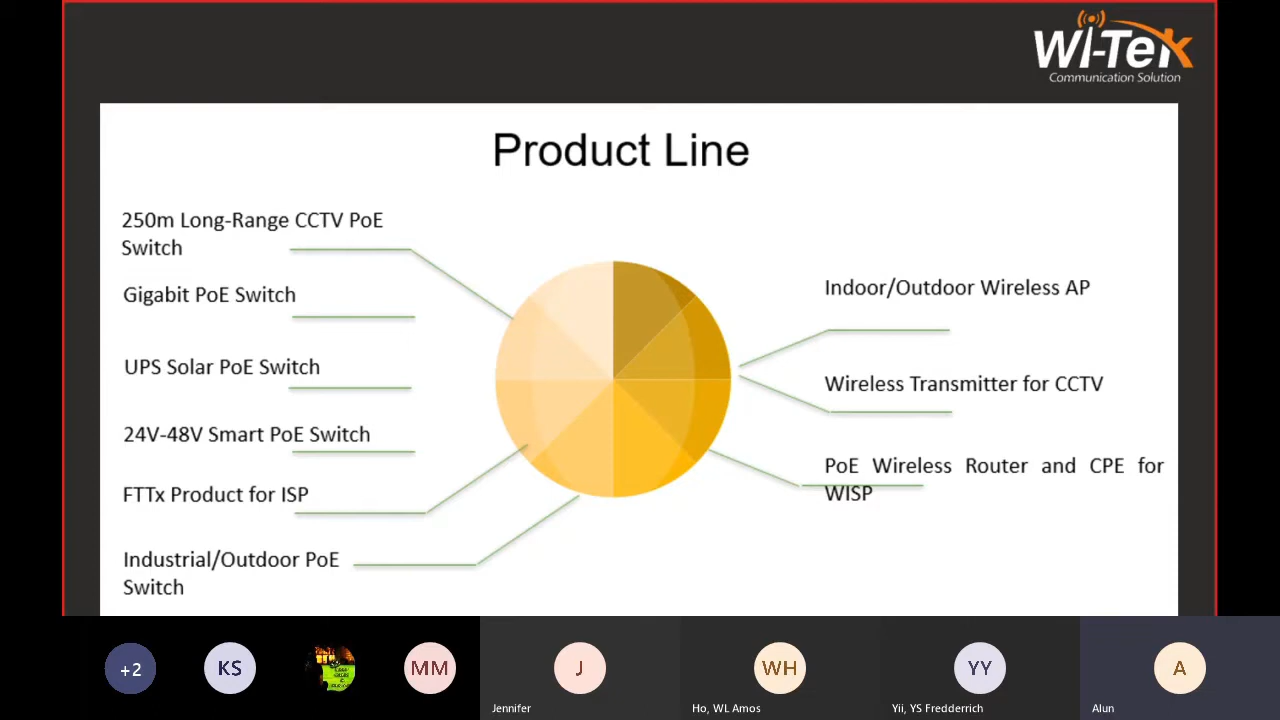 WI-TEK
Communication Solution
Product Line
250m Long-Range CCTV PoE
Switch
Gigabit PoE Switch
UPS Solar PoE Switch
24V-48V Smart PoE Switch
FTTx Product for ISP
Industrial/Outdoor PoE
Switch
Indoor/Outdoor Wireless AP
Wireless Transmitter for CCTV
PoE Wireless Router and CPE for
WISP
+2
KS
MM
J
WH
YY
A
Jennifer
Ho, WL Amos
Yii, YS Fredderrich
Alun